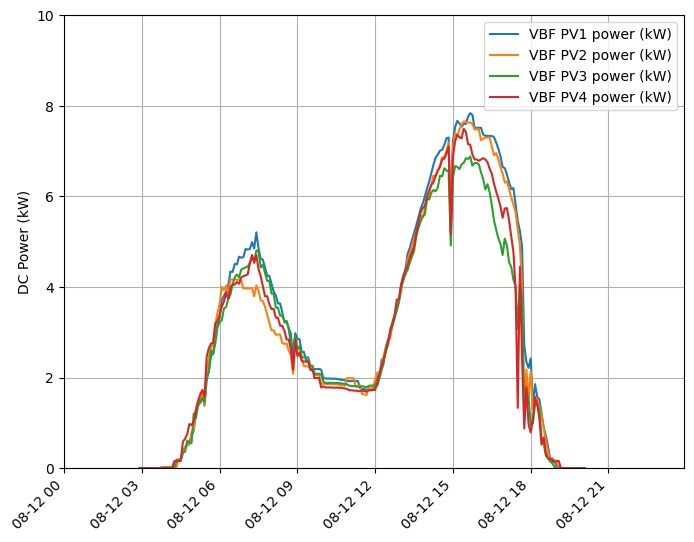 10
8
6
4
2
0
DC Power (kW)
VBF PV1 power (kW)
VBF PV2 power (kW)
VBF PV3 power (kW)
VBF PV4 power (kW)
08-12 00
08-12 03
08-12 06
08-12 09
08-12 12
08-12 15
08-12 18
08-12 21